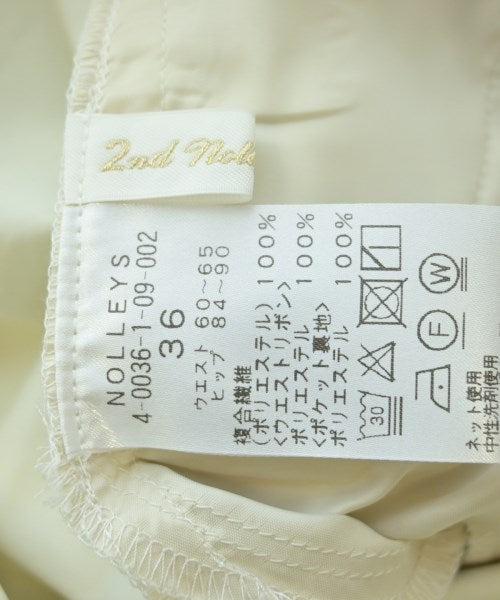 2nd Nolle
NOLLEYS
4-0036-1-09-002
36
ウエスト 60~65
ヒップ 84~90
複合繊維
(ポリエステル) 100%
<ウエストリボン>
ポリエステル 100%
<ポケット裏地>
ポリエステル 100%
30
F
W
ネット使用
中性洗剤使用